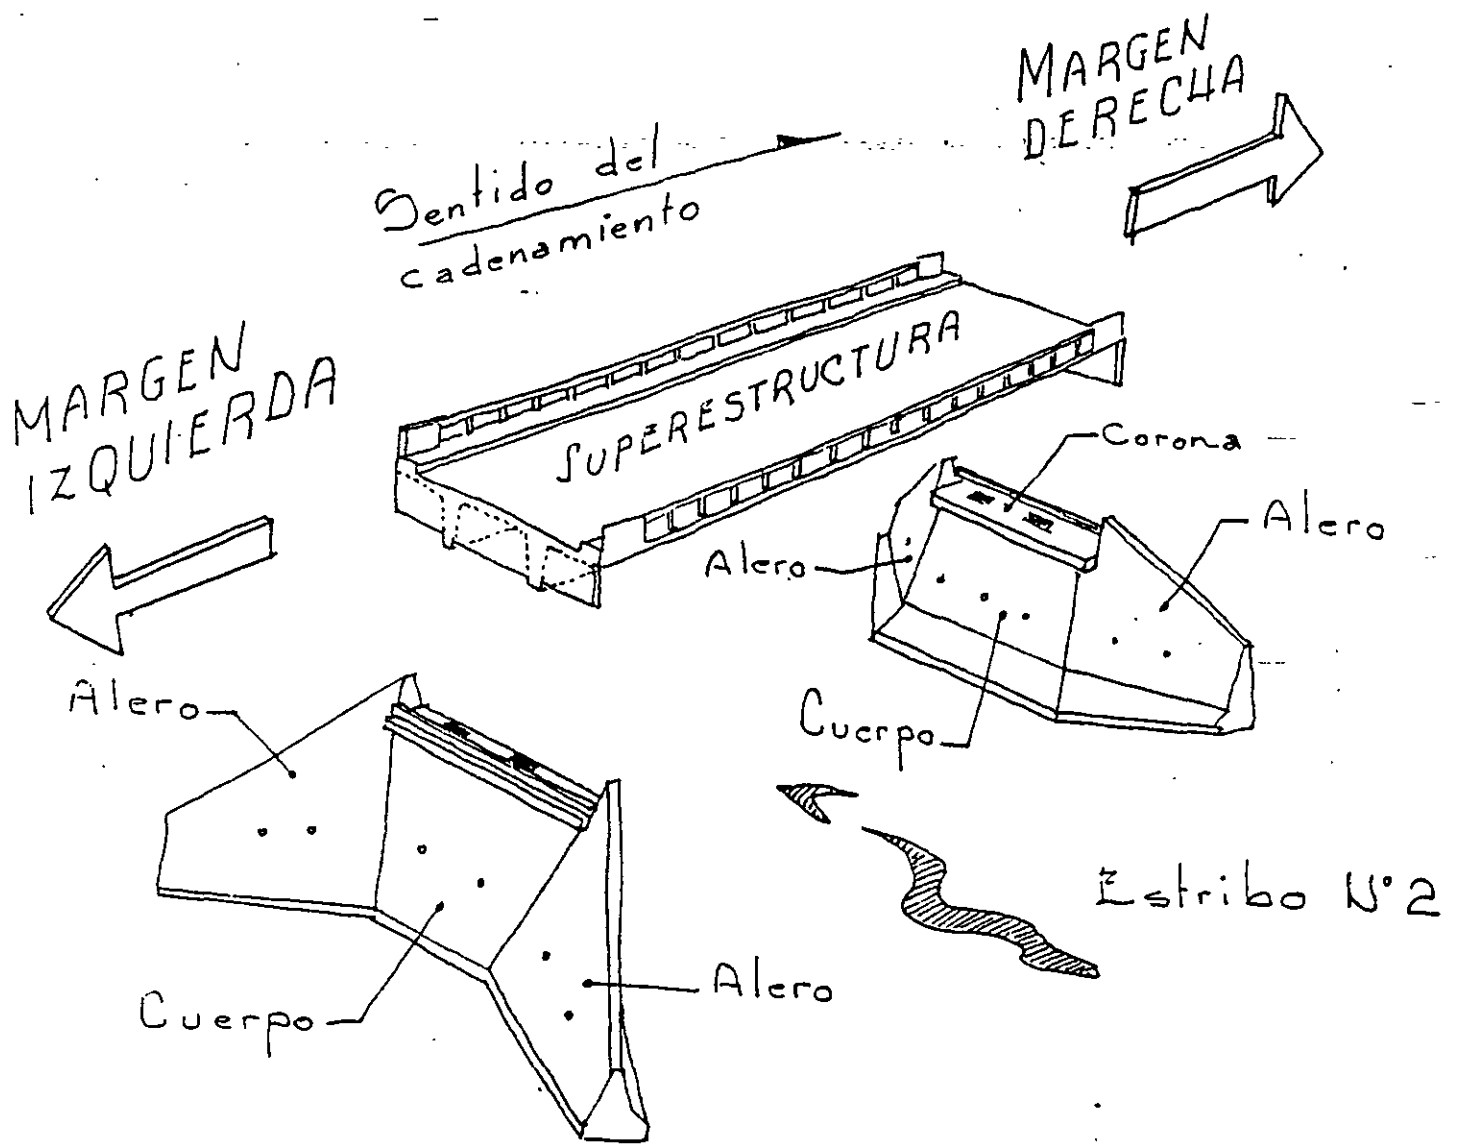 MARGEN
DERECHA
Sentido del
cadenamiento
MARGEN
IZQUIERDA
SUPERESTRUCTURA
Corona
Alero
Alero
Alero
Cuerpo
Estribo N° 2
Alero
Cuerpo